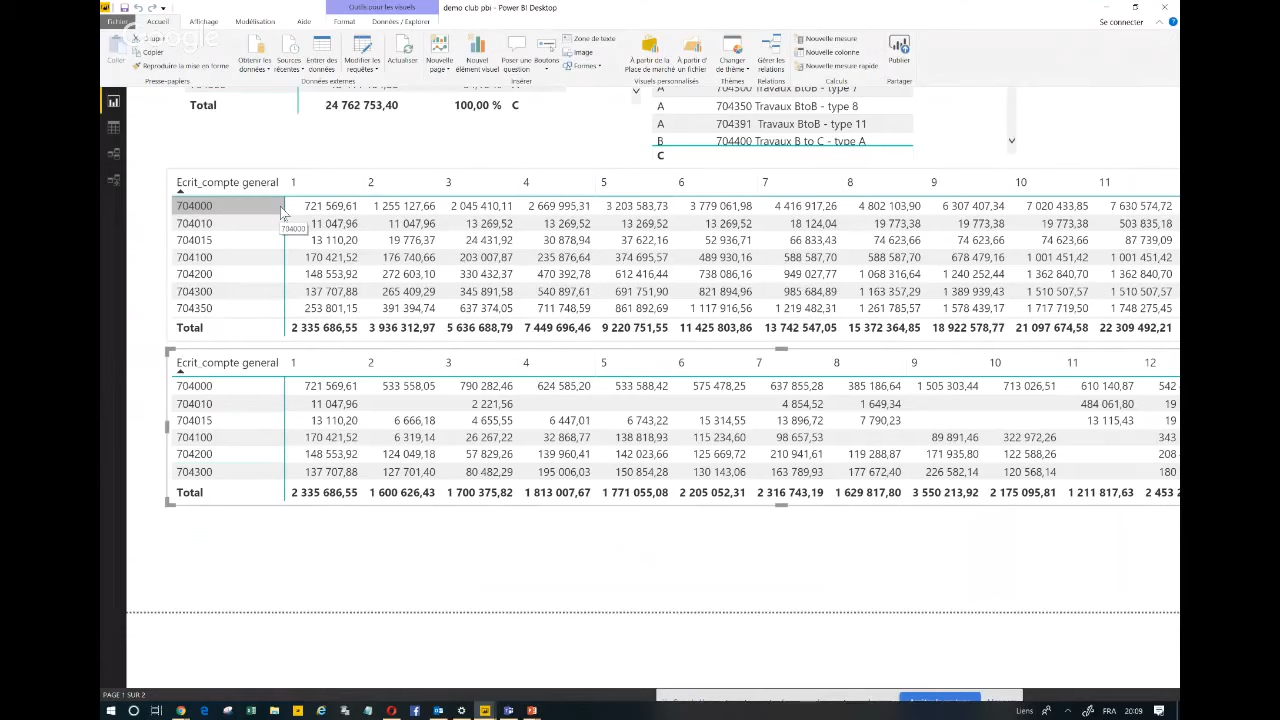 Outils pour les visuels
demo club pbi - Power BI Desktop
Fichier Accueil Affichage Modélisation Aide Format Données / Explorer
Se connecter
Google
Coller
Couper
Copier
Reproduire la mise en forme
Obtenir les données
Sources récentes
Entrer des données
Modifier les requêtes
Actualiser
Nouvelle page
Nouvel élément visuel
Poser une question
Boutons
Zone de texte
Image
Formes
À partir de la Place de marché
À partir d'un fichier
Changer de thème
Gérer les relations
Nouvelle mesure
Nouvelle colonne
Nouvelle mesure rapide
Publier
Presse-papiers Données externes Insérer Visuels personnalisés Thèmes Relations Calculs Partager
Total 24 762 753,40 100,00 % C
A 704300 Travaux BtoB - type 7
A 704350 Travaux BtoB - type 8
A 704391 Travaux BtoB - type 11
B 704400 Travaux B to C - type A
C
Ecrit_compte general 1 2 3 4 5 6 7 8 9 10 11
704000 721 569,61 1 255 127,66 2 045 410,11 2 669 995,31 3 203 583,73 3 779 061,98 4 416 917,26 4 802 103,90 6 307 407,34 7 020 433,85 7 630 574,72
704010 11 047,96 11 047,96 13 269,52 13 269,52 13 269,52 13 269,52 18 124,04 19 773,38 19 773,38 19 773,38 503 835,18
704000
704015 13 110,20 19 776,37 24 431,92 30 878,94 37 622,16 52 936,71 66 833,43 74 623,66 74 623,66 74 623,66 87 739,09
704100 170 421,52 176 740,66 203 007,87 235 876,64 374 695,57 489 930,16 588 587,70 588 587,70 678 479,16 1 001 451,42 1 001 451,42
704200 148 553,92 272 603,10 330 432,37 470 392,78 612 416,44 738 086,16 949 027,77 1 068 316,64 1 240 252,44 1 362 840,70 1 362 840,70
704300 137 707,88 265 409,29 345 891,58 540 897,61 691 751,90 821 894,96 985 684,89 1 163 357,29 1 389 939,43 1 510 507,57 1 510 507,57
704350 253 801,15 391 394,74 637 374,05 711 748,59 861 892,69 1 117 916,56 1 219 482,31 1 261 785,57 1 578 439,17 1 717 719,50 1 748 275,45
Total 2 335 686,55 3 936 312,97 5 636 688,79 7 449 696,46 9 220 751,55 11 425 803,86 13 742 547,05 15 372 364,85 18 922 578,77 21 097 674,58 22 309 492,21
Ecrit_compte general 1 2 3 4 5 6 7 8 9 10 11 12
704000 721 569,61 533 558,05 790 282,46 624 585,20 533 588,42 575 478,25 637 855,28 385 186,64 1 505 303,44 713 026,51 610 140,87 542
704010 11 047,96 2 221,56 4 854,52 1 649,34 484 061,80 19
704015 13 110,20 6 666,18 4 655,55 6 447,01 6 743,22 15 314,55 13 896,72 7 790,23 13 115,43 19
704100 170 421,52 6 319,14 26 267,22 32 868,77 138 818,93 115 234,60 98 657,53 89 891,46 322 972,26 343
704200 148 553,92 124 049,18 57 829,26 139 960,41 142 023,66 125 669,72 210 941,61 119 288,87 171 935,80 122 588,26 208
704300 137 707,88 127 701,40 80 482,29 195 006,03 150 854,28 130 143,06 163 789,93 177 672,40 226 582,14 120 568,14 180
Total 2 335 686,55 1 600 626,43 1 700 375,82 1 813 007,67 1 771 055,08 2 205 052,31 2 316 743,19 1 629 817,80 3 550 213,92 2 175 095,81 1 211 817,63 2 453 2
PAGE 1 SUR 2
Liens FRA 20:09